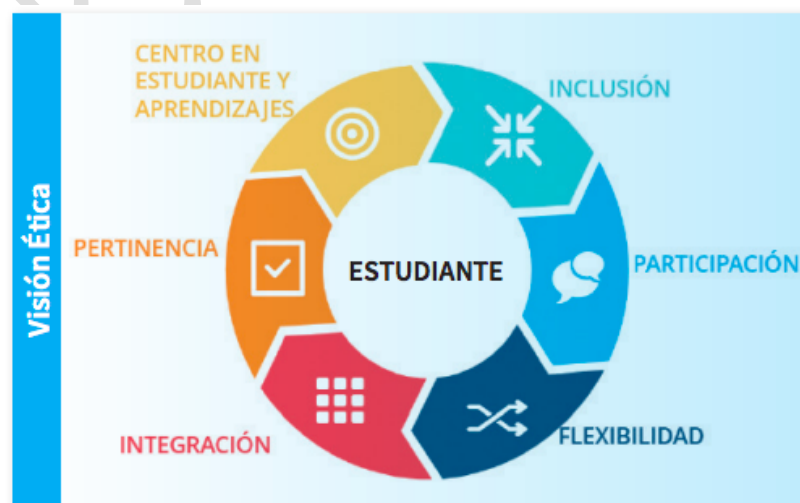 Visión Ética
CENTRO EN
ESTUDIANTE Y
APRENDIZAJES
INCLUSIÓN
PERTINENCIA
ESTUDIANTE
PARTICIPACIÓN
INTEGRACIÓN
FLEXIBILIDAD